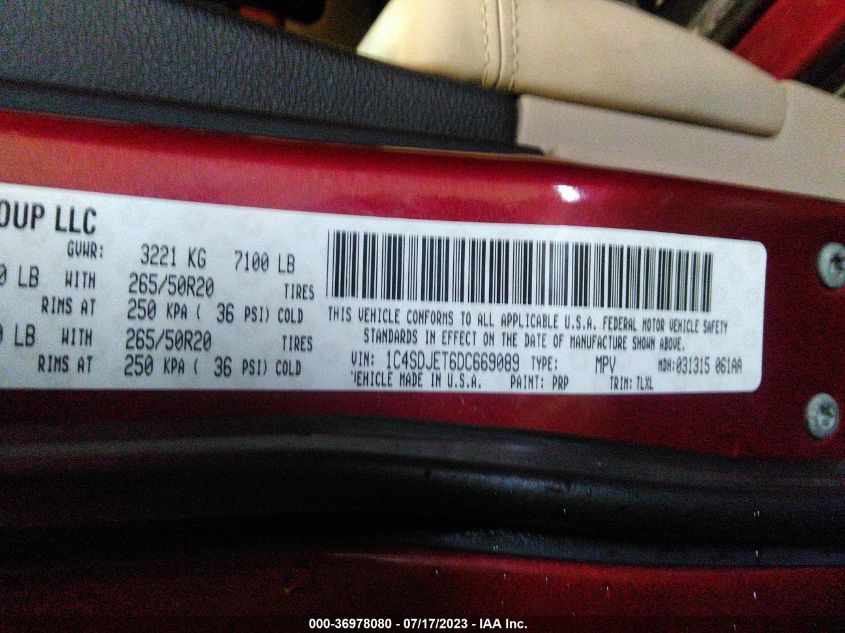 OUP LLC
GVWR: 3221 KG 7100 LB
0 LB WITH 265/50R20 TIRES
RIMS AT 250 KPA ( 36 PSI) COLD
0 LB WITH 265/50R20 TIRES
RIMS AT 250 KPA ( 36 PSI) COLD
THIS VEHICLE CONFORMS TO ALL APPLICABLE U.S.A. FEDERAL MOTOR VEHICLE SAFETY
STANDARDS IN EFFECT ON THE DATE OF MANUFACTURE SHOWN ABOVE.
VIN: 1C4SDJET6DC669089 TYPE: MPV MDH:031315 061AA
VEHICLE MADE IN U.S.A. PAINT: PRP TRIM: TLXL
000-36978080 - 07/17/2023 - IAA Inc.